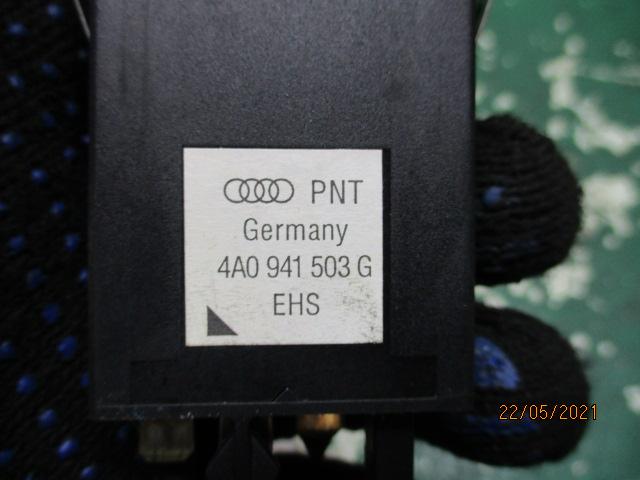 PNT
Germany
4A0 941 503 G
EHS
22/05/2021